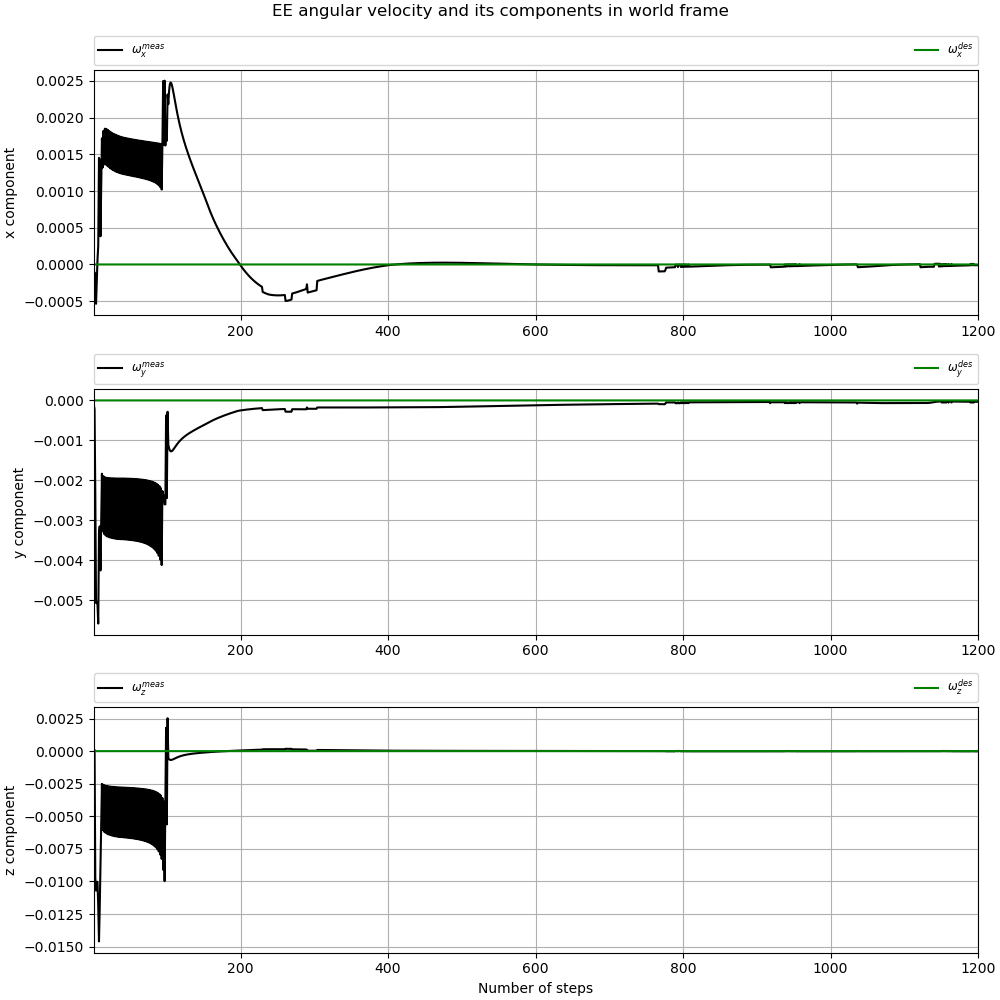 EE angular velocity and its components in world frame
ω_x^meas ω_x^des
0.0025
0.0020
0.0015
0.0010
0.0005
0.0000
−0.0005
x component
200 400 600 800 1000 1200
ω_y^meas ω_y^des
0.000
−0.001
−0.002
−0.003
−0.004
−0.005
y component
200 400 600 800 1000 1200
ω_z^meas ω_z^des
0.0025
0.0000
−0.0025
−0.0050
−0.0075
−0.0100
−0.0125
−0.0150
z component
200 400 600 800 1000 1200
Number of steps